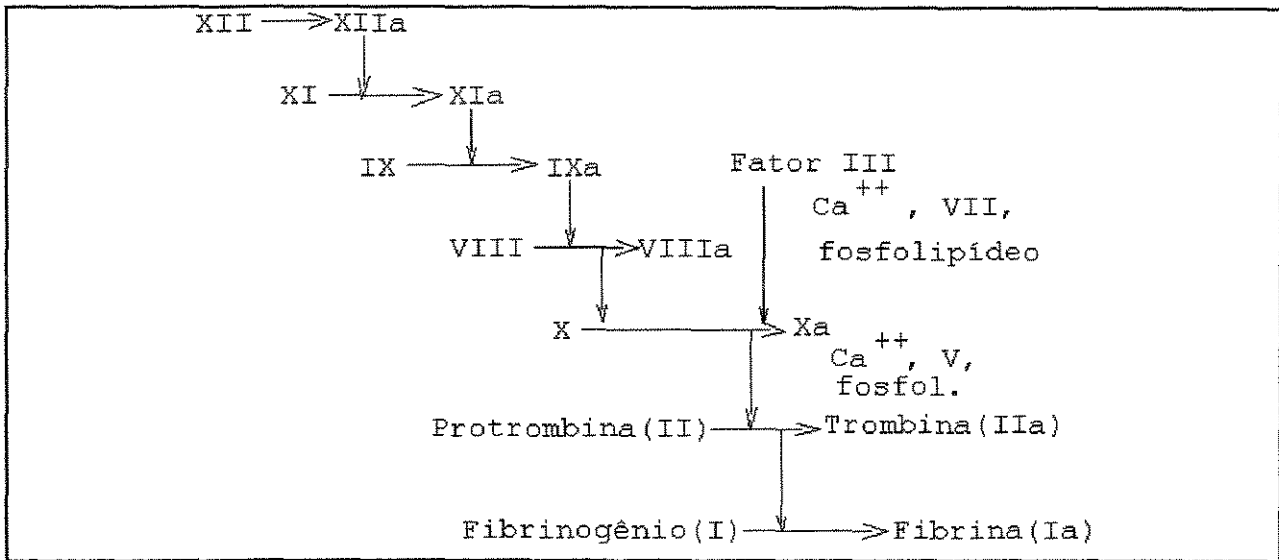 XII XIIa
XI XIa
IX IXa Fator III
Ca++, VII,
VIII VIIIa fosfolipídeo
X Xa
Ca++, V,
fosfol.
Protrombina(II) Trombina(IIa)
Fibrinogênio(I) Fibrina(Ia)